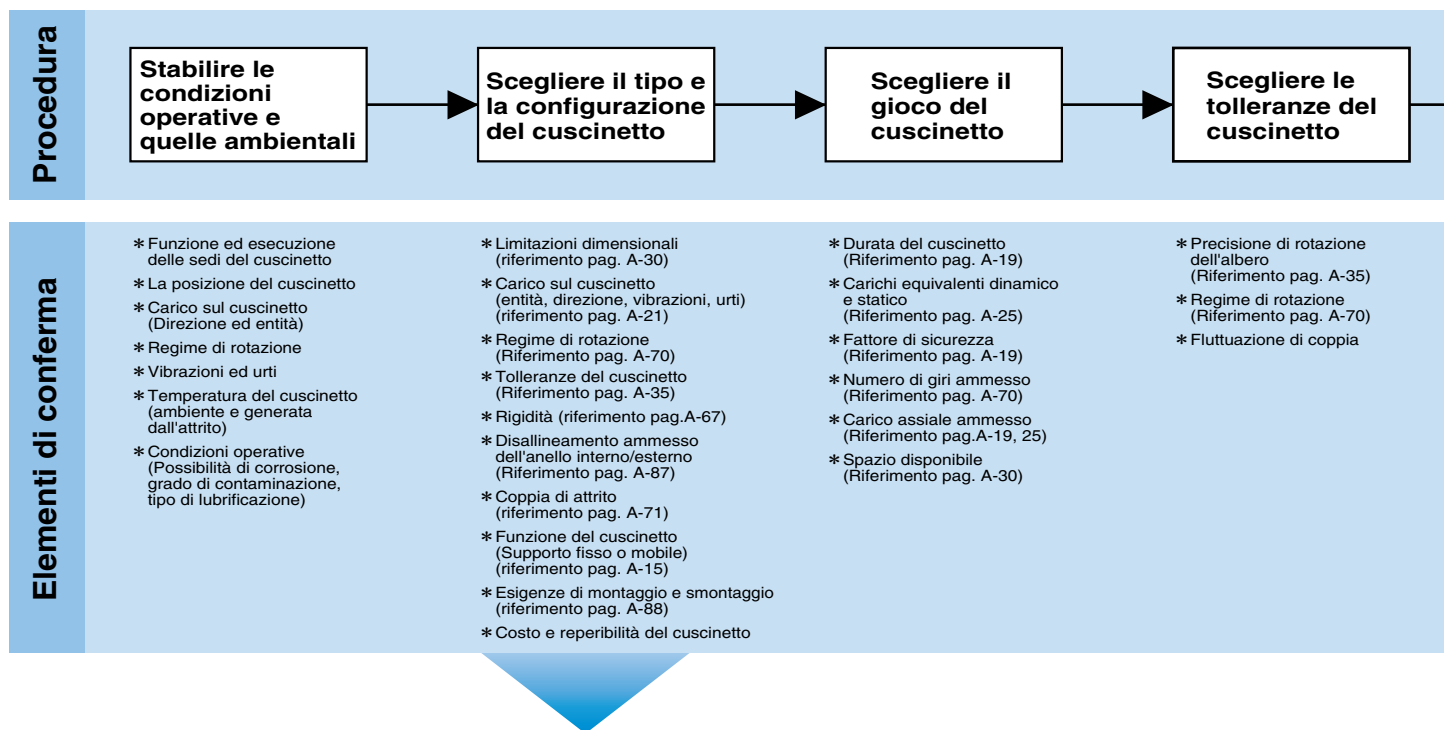 Procedura
Stabilire le
condizioni
operative e
quelle ambientali
Scegliere il tipo e
la configurazione
del cuscinetto
Scegliere il
gioco del
cuscinetto
Scegliere le
tolleranze del
cuscinetto
Elementi di conferma
* Funzione ed esecuzione
delle sedi del cuscinetto
* La posizione del cuscinetto
* Carico sul cuscinetto
(Direzione ed entità)
* Regime di rotazione
* Vibrazioni ed urti
* Temperatura del cuscinetto
(ambiente e generata
dall'attrito)
* Condizioni operative
(Possibilità di corrosione,
grado di contaminazione,
tipo di lubrificazione)
* Limitazioni dimensionali
(riferimento pag. A-30)
* Carico sul cuscinetto
(entità, direzione, vibrazioni, urti)
(riferimento pag. A-21)
* Regime di rotazione
(Riferimento pag. A-70)
* Tolleranze del cuscinetto
(Riferimento pag. A-35)
* Rigidità (riferimento pag.A-67)
* Disallineamento ammesso
dell'anello interno/esterno
(Riferimento pag. A-87)
* Coppia di attrito
(riferimento pag. A-71)
* Funzione del cuscinetto
(Supporto fisso o mobile)
(riferimento pag. A-15)
* Esigenze di montaggio e smontaggio
(riferimento pag. A-88)
* Costo e reperibilità del cuscinetto
* Durata del cuscinetto
(Riferimento pag. A-19)
* Carichi equivalenti dinamico
e statico
(Riferimento pag. A-25)
* Fattore di sicurezza
(Riferimento pag. A-19)
* Numero di giri ammesso
(Riferimento pag. A-70)
* Carico assiale ammesso
(Riferimento pag.A-19, 25)
* Spazio disponibile
(Riferimento pag. A-30)
* Precisione di rotazione
dell'albero
(Riferimento pag. A-35)
* Regime di rotazione
(Riferimento pag. A-70)
* Fluttuazione di coppia